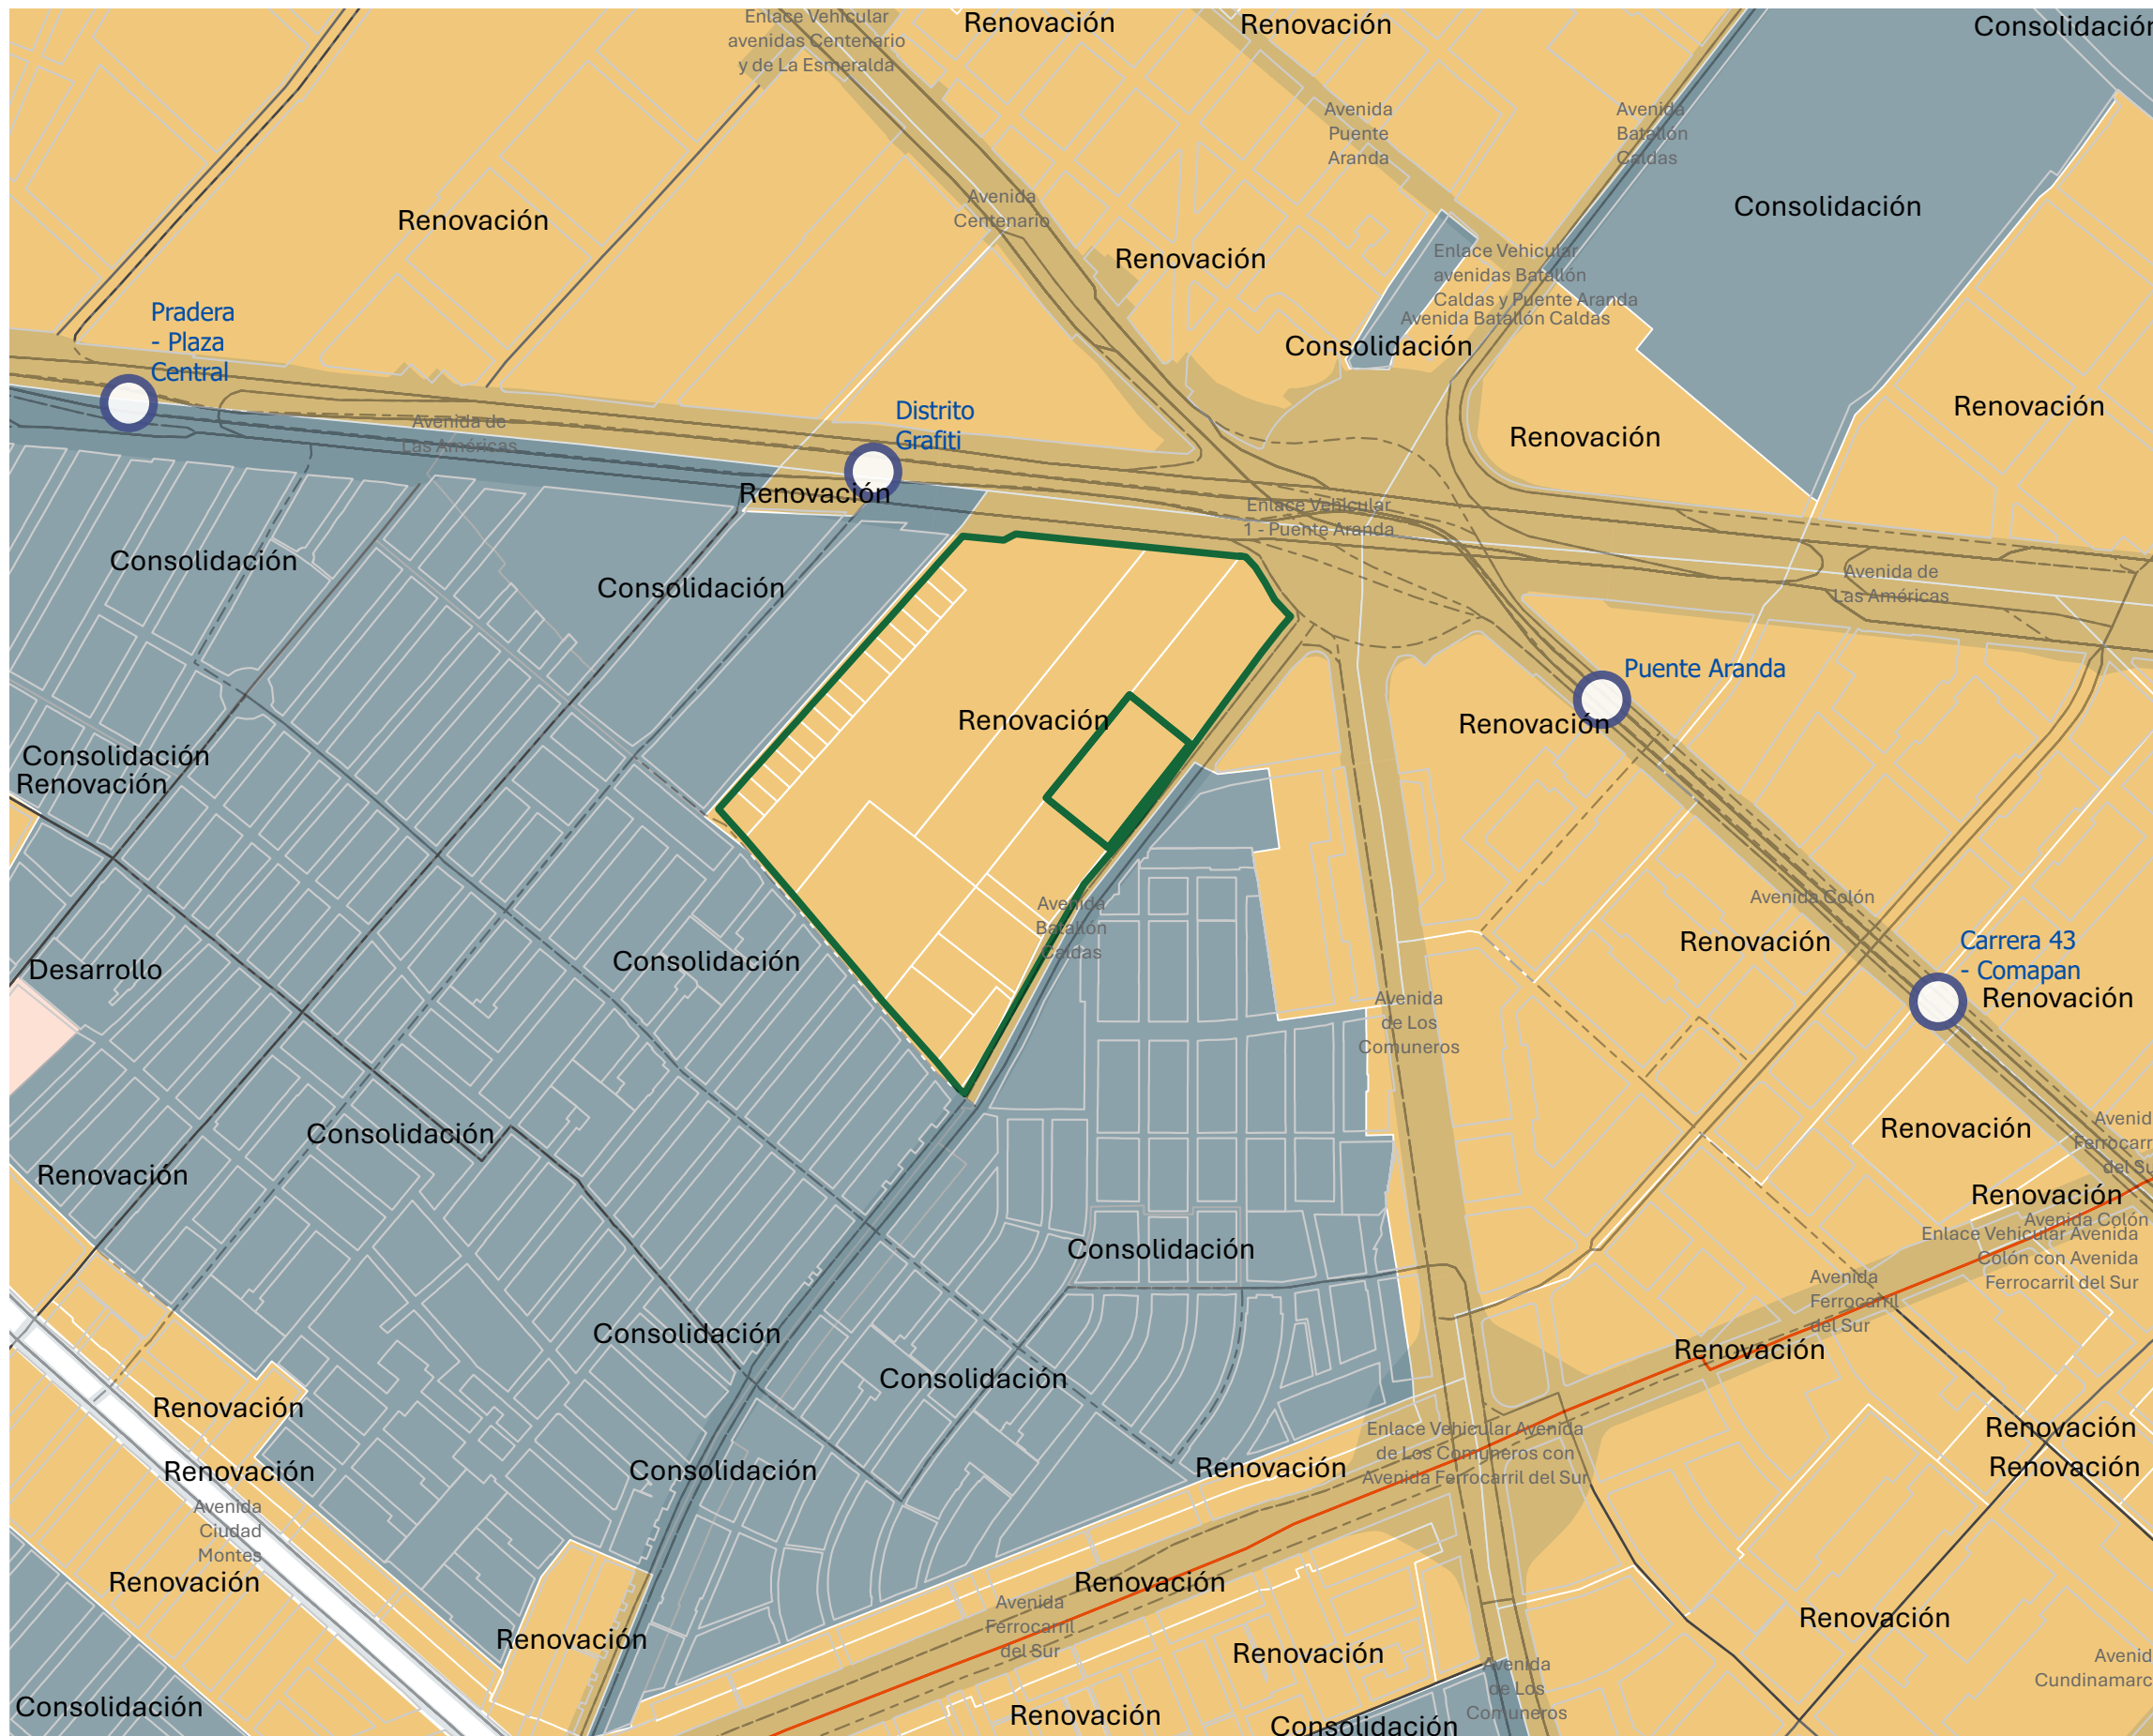 Enlace Vehicular
avenidas Centenario
y de La Esmeralda
Renovación
Renovación
Consolidación
Avenida
Puente
Aranda
Avenida
Batallón
Caldas
Renovación
Avenida
Centenario
Consolidación
Renovación
Enlace Vehicular
avenidas Batallón
Caldas y Puente Aranda
Avenida Batallón Caldas
Consolidación
Pradera
- Plaza
Central
Distrito
Grafiti
Avenida de
Las Américas
Renovación
Renovación
Renovación
Enlace Vehicular
1 - Puente Aranda
Consolidación
Consolidación
Avenida de
Las Américas
Puente Aranda
Renovación
Renovación
Consolidación
Renovación
Avenida
Batallón
Caldas
Avenida Colón
Renovación
Carrera 43
- Comapan
Renovación
Consolidación
Desarrollo
Avenida
de Los
Comuneros
Consolidación
Renovación
Renovación
Avenid
Ferrocarr
del Su
Renovación
Avenida Colón
Enlace Vehicular Avenida
Colón con Avenida
Ferrocarril del Sur
Consolidación
Avenida
Ferrocarril
del Sur
Consolidación
Renovación
Consolidación
Renovación
Renovación
Avenida
Ciudad
Montes
Renovación
Consolidación
Renovación
Enlace Vehicular Avenida
de Los Comuneros con
Avenida Ferrocarril del Sur
Renovación
Renovación
Renovación
Avenida
Ferrocarril
del Sur
Renovación
Renovación
Renovación
Avenida
de Los
Comuneros
Avenid
Cundinamarc
Consolidación
Renovación
Consolidación